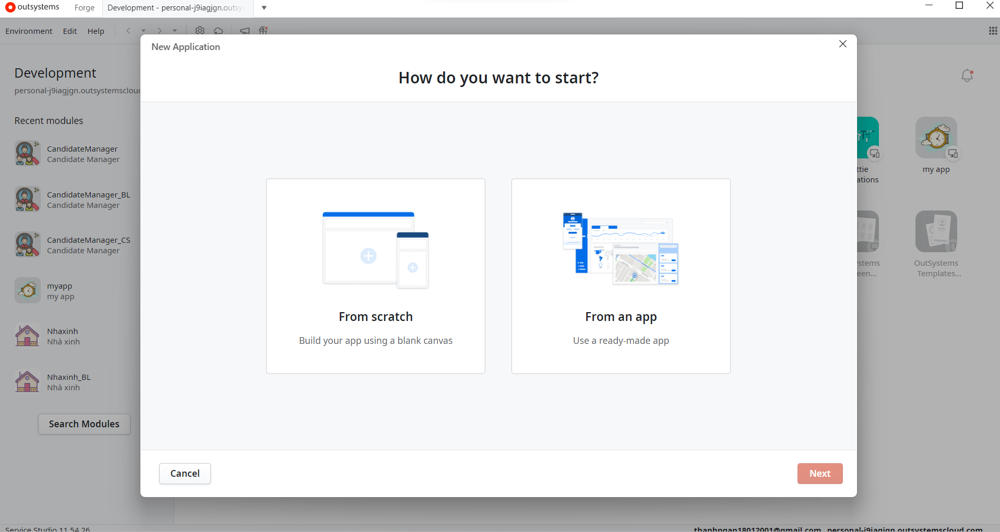 outsystems
Forge
Development - personal-j9iagjgn.outsys
Environment Edit Help
New Application
How do you want to start?
Development
personal-j9iagjgn.outsystemscloud
Recent modules
CandidateManager
Candidate Manager
CandidateManager_BL
Candidate Manager
CandidateManager_CS
Candidate Manager
myapp
my app
Nhaxinh
Nhà xinh
Nhaxinh_BL
Nhà xinh
Search Modules
From scratch
Build your app using a blank canvas
From an app
Use a ready-made app
ttie
ations
my app
stems
een...
OutSystems
Templates...
Cancel
Next
Service Studio 11.54.26
thanhngan18012001@gmail.com personal-j9iagjgn.outsystemscloud.com